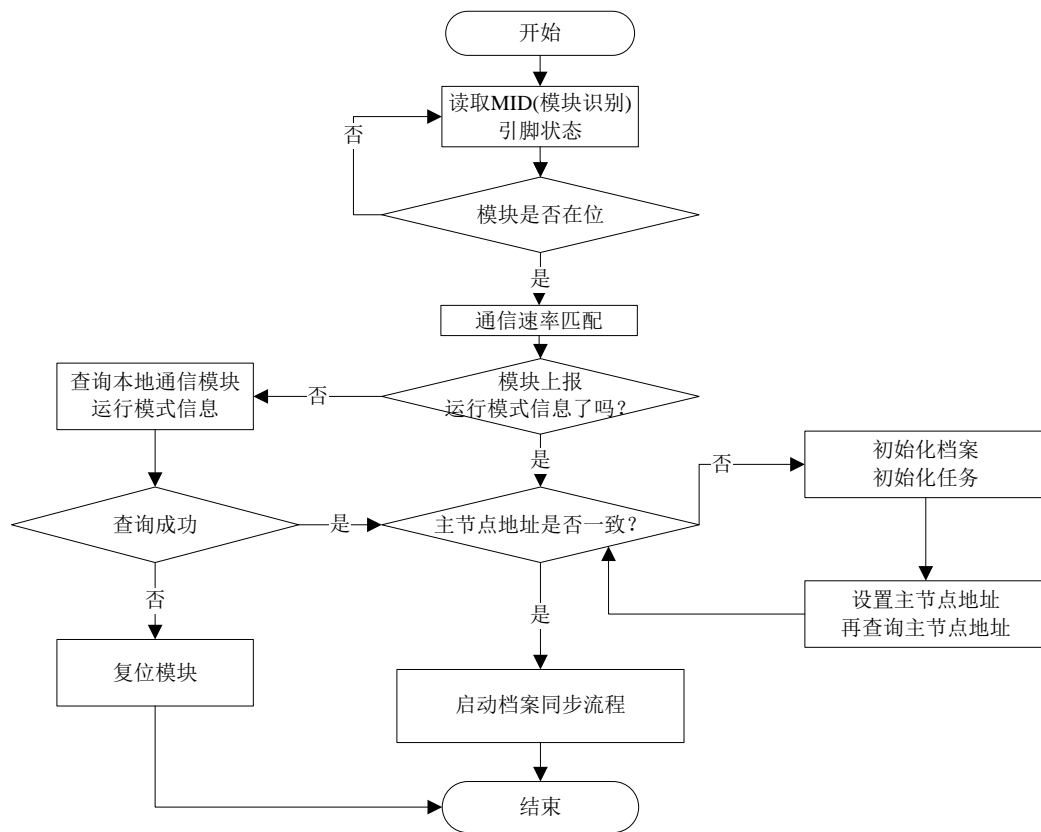 开始
读取MID(模块识别)
引脚状态
否
模块是否在位
是
通信速率匹配
查询本地通信模块
运行模式信息
否
模块上报
运行模式信息了吗？
初始化档案
初始化任务
是
否
查询成功
是
主节点地址是否一致？
否
是
设置主节点地址
再查询主节点地址
复位模块
启动档案同步流程
结束